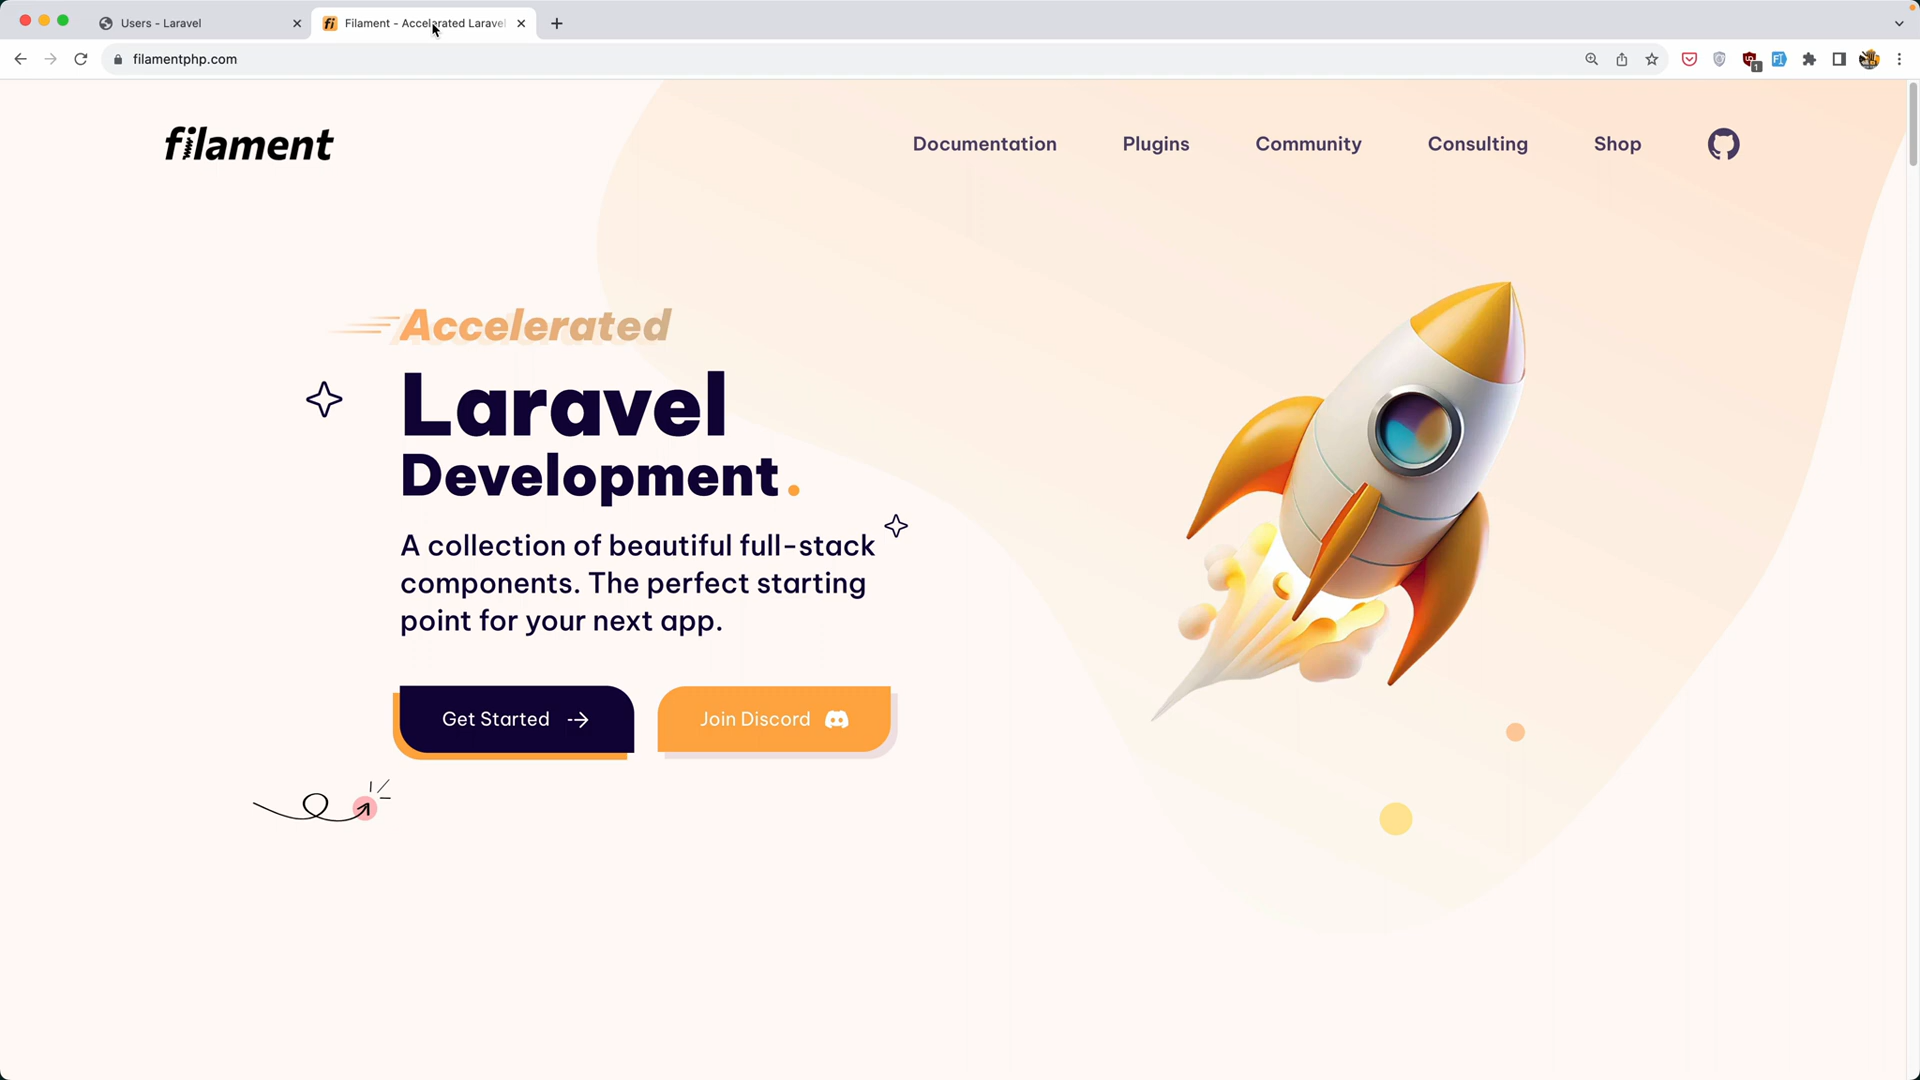 Users - Laravel
Filament - Accelerated Laravel
filamentphp.com
1
filament
Documentation
Plugins
Community
Consulting
Shop
Accelerated
Laravel
Development.
A collection of beautiful full-stack
components. The perfect starting
point for your next app.
Get Started
Join Discord